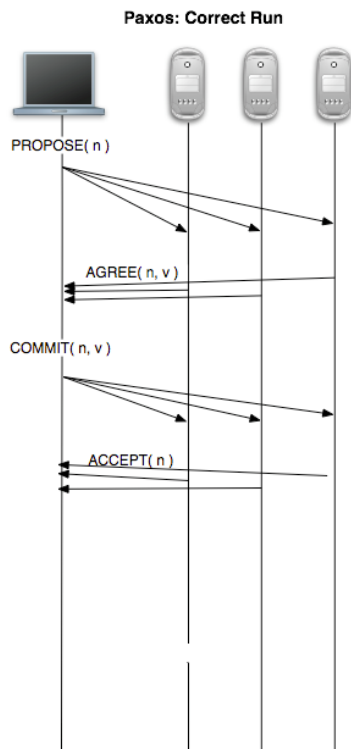 Paxos: Correct Run
PROPOSE( n )
AGREE( n, v )
COMMIT( n, v )
ACCEPT( n )